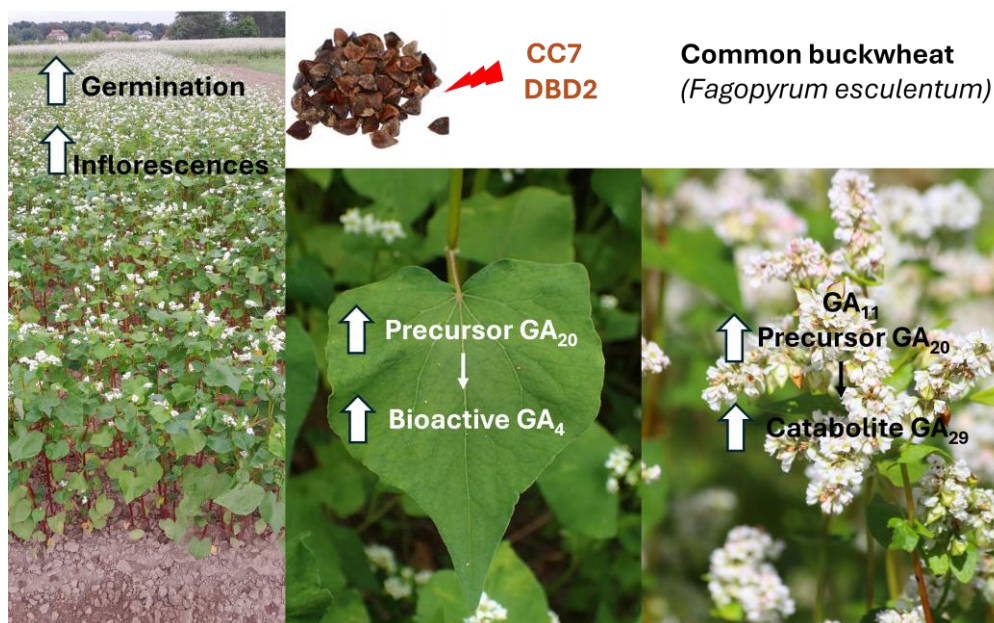 Germination
Inflorescences
CC7
DBD2
Common buckwheat
(Fagopyrum esculentum)
Precursor GA₂₀
Bioactive GA₄
GA₁₁
Precursor GA₂₀
Catabolite GA₂₉